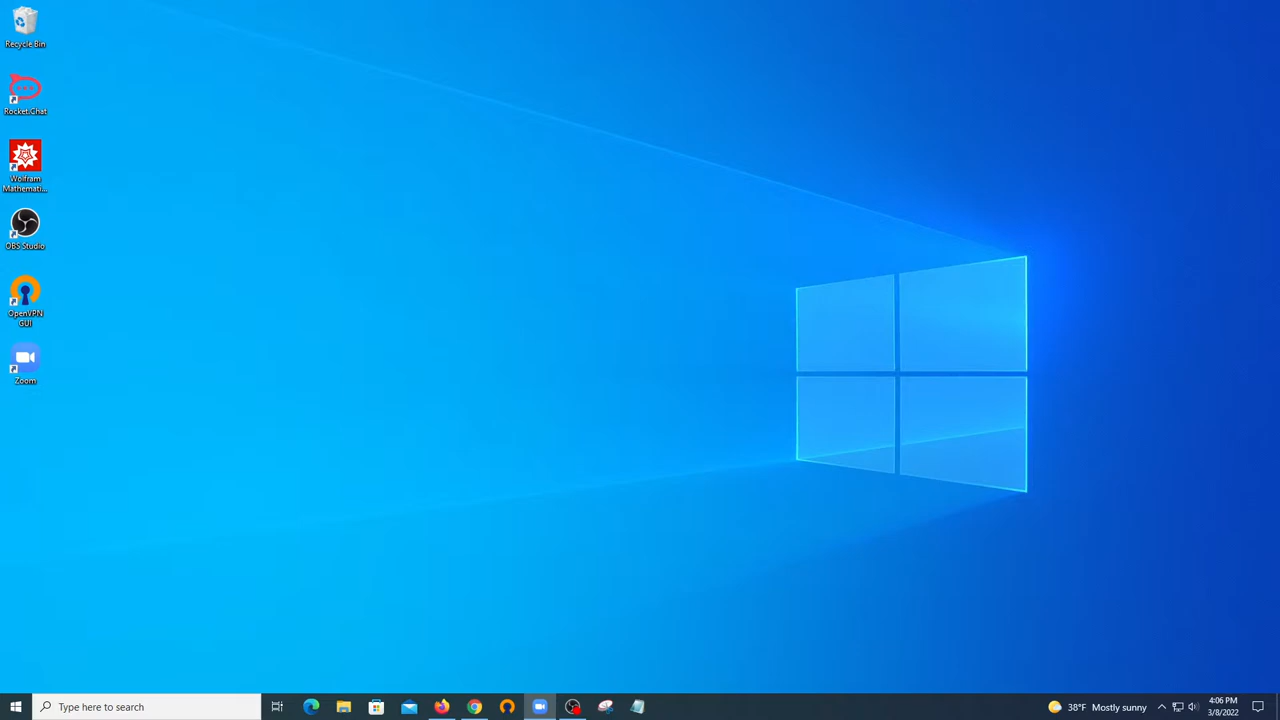 Recycle Bin
Rocket.Chat
Wolfram
Mathemati...
OBS Studio
OpenVPN
GUI
Zoom
Type here to search
38°F Mostly sunny
4:06 PM
3/8/2022